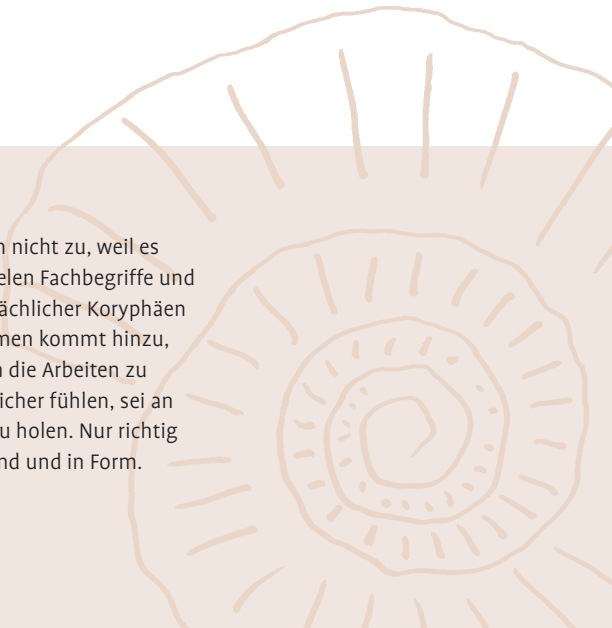 n nicht zu, weil es
elen Fachbegriffe und
ächlicher Koryphäen
men kommt hinzu,
n die Arbeiten zu
icher fühlen, sei an
u holen. Nur richtig
nd und in Form.